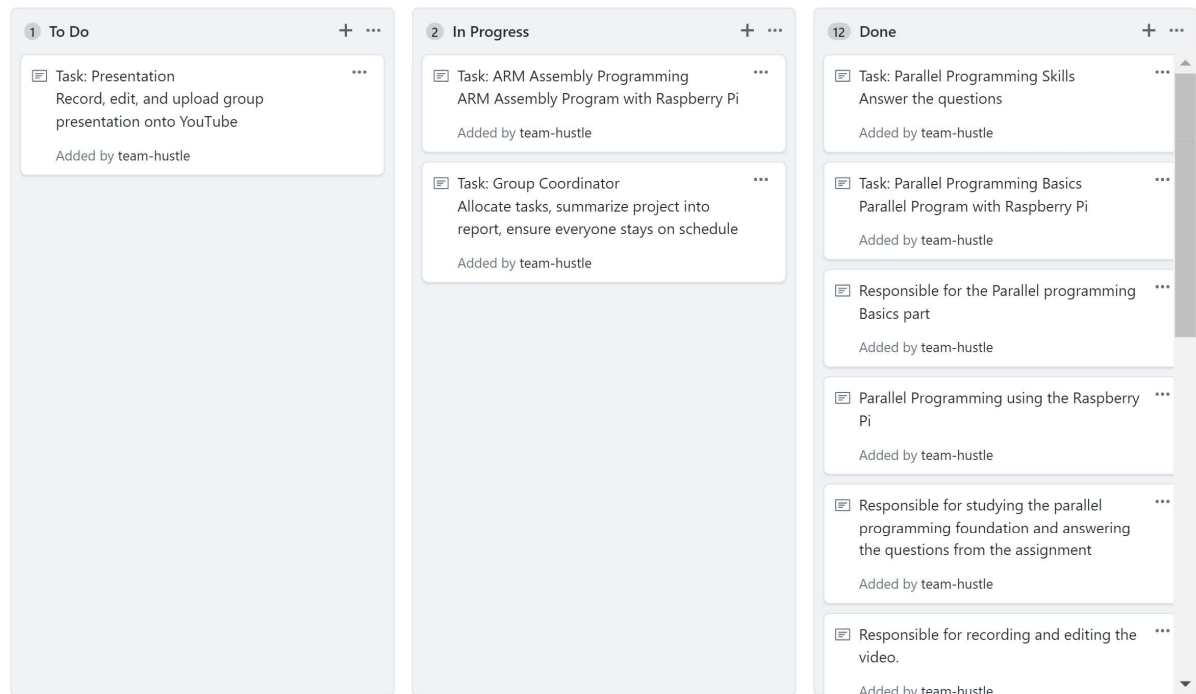 1 To Do
Task: Presentation
Record, edit, and upload group
presentation onto YouTube
Added by team-hustle
2 In Progress
Task: ARM Assembly Programming
ARM Assembly Program with Raspberry Pi
Added by team-hustle
Task: Group Coordinator
Allocate tasks, summarize project into
report, ensure everyone stays on schedule
Added by team-hustle
12 Done
Task: Parallel Programming Skills
Answer the questions
Added by team-hustle
Task: Parallel Programming Basics
Parallel Program with Raspberry Pi
Added by team-hustle
Responsible for the Parallel programming
Basics part
Added by team-hustle
Parallel Programming using the Raspberry
Pi
Added by team-hustle
Responsible for studying the parallel
programming foundation and answering
the questions from the assignment
Added by team-hustle
Responsible for recording and editing the
video.
Added by team-hustle